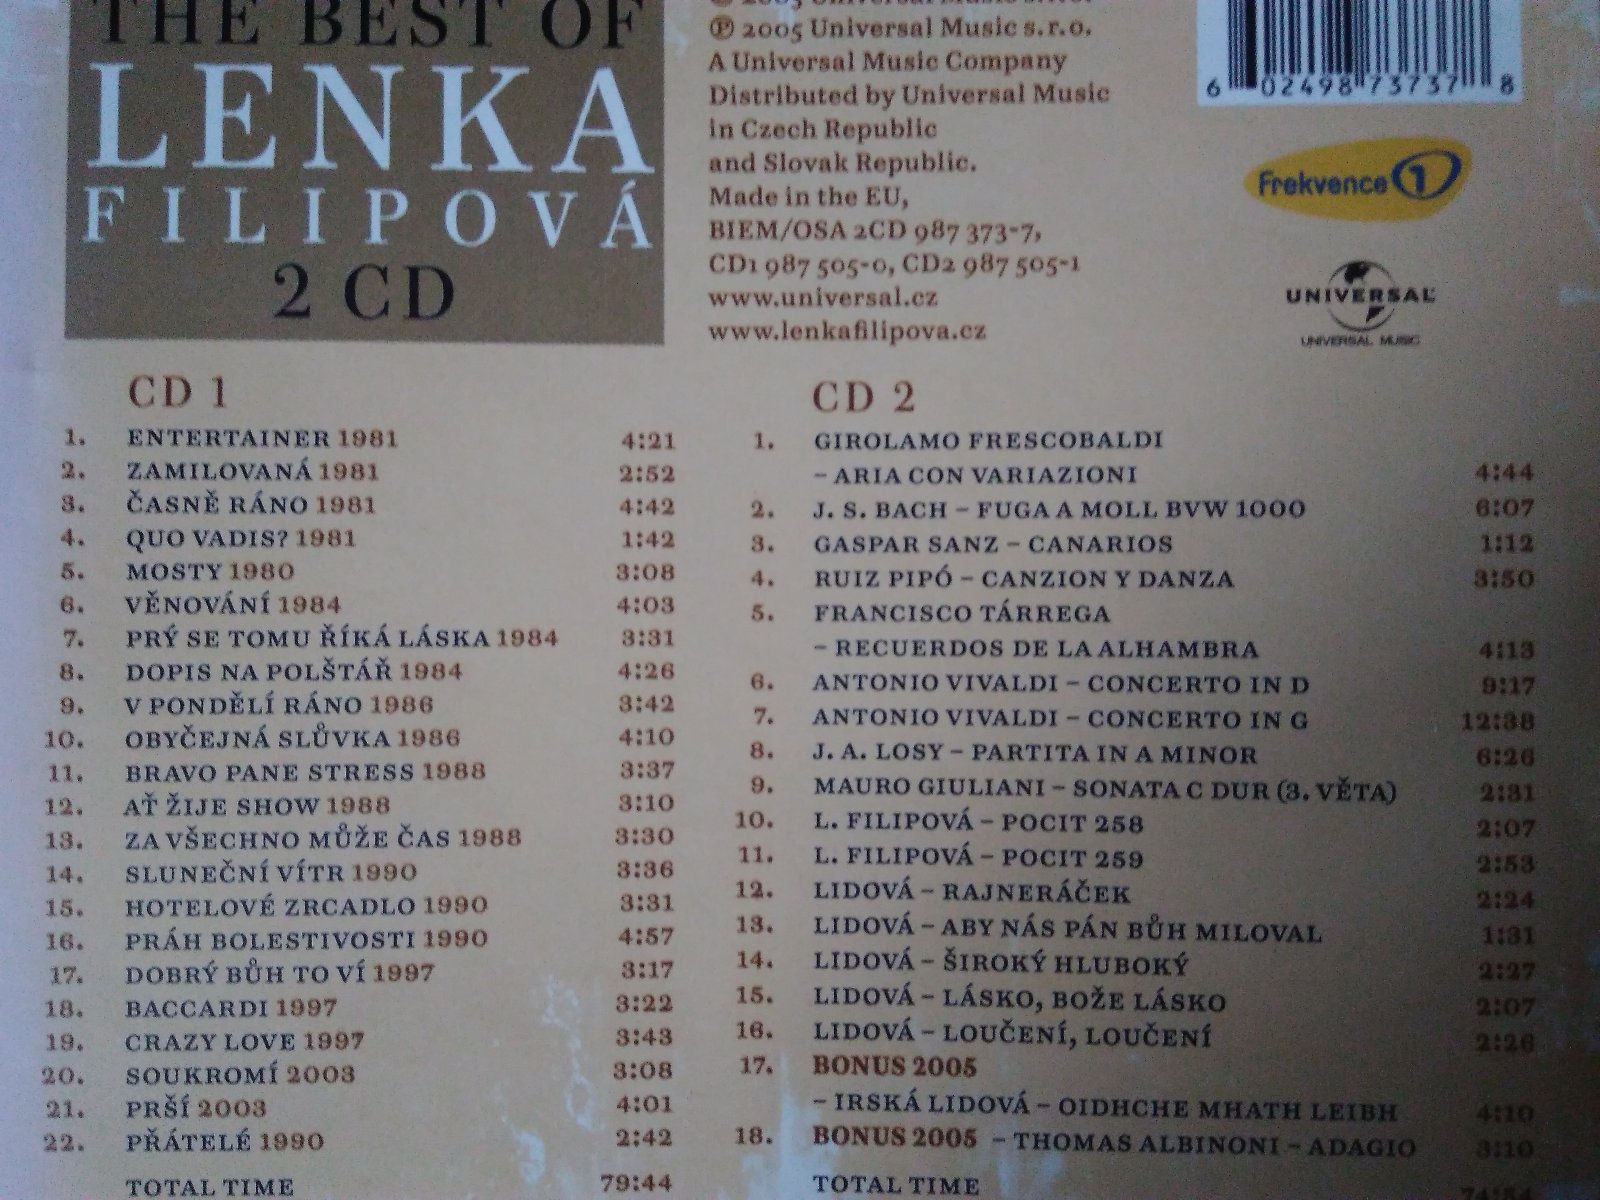 THE BEST OF
LENKA
FILIPOVÁ
2 CD
℗ 2005 Universal Music s.r.o.
A Universal Music Company
Distributed by Universal Music
in Czech Republic
and Slovak Republic.
Made in the EU,
BIEM/OSA 2CD 987 373-7,
CD1 987 505-0, CD2 987 505-1
www.universal.cz
www.lenkafilipova.cz
6 02498 73737 8
Frekvence 1
UNIVERSAL
UNIVERSAL MUSIC
CD 1
1. ENTERTAINER 1981 4:21
2. ZAMILOVANÁ 1981 2:52
3. ČASNĚ RÁNO 1981 4:42
4. QUO VADIS? 1981 1:42
5. MOSTY 1980 3:08
6. VĚNOVÁNÍ 1984 4:03
7. PRÝ SE TOMU ŘÍKÁ LÁSKA 1984 3:31
8. DOPIS NA POLŠTÁŘ 1984 4:26
9. V PONDĚLÍ RÁNO 1986 3:42
10. OBYČEJNÁ SLŮVKA 1986 4:10
11. BRAVO PANE STRESS 1988 3:37
12. AŤ ŽIJE SHOW 1988 3:10
13. ZA VŠECHNO MŮŽE ČAS 1988 3:30
14. SLUNEČNÍ VÍTR 1990 3:36
15. HOTELOVÉ ZRCADLO 1990 3:31
16. PRÁH BOLESTIVOSTI 1990 4:57
17. DOBRÝ BŮH TO VÍ 1997 3:17
18. BACCARDI 1997 3:22
19. CRAZY LOVE 1997 3:43
20. SOUKROMÍ 2003 3:08
21. PRŠÍ 2003 4:01
22. PŘÁTELÉ 1990 2:42
TOTAL TIME 79:44
CD 2
1. GIROLAMO FRESCOBALDI
– ARIA CON VARIAZIONI 4:44
2. J. S. BACH – FUGA A MOLL BVW 1000 6:07
3. GASPAR SANZ – CANARIOS 1:12
4. RUIZ PIPÓ – CANZION Y DANZA 3:50
5. FRANCISCO TÁRREGA
– RECUERDOS DE LA ALHAMBRA 4:13
6. ANTONIO VIVALDI – CONCERTO IN D 9:17
7. ANTONIO VIVALDI – CONCERTO IN G 12:38
8. J. A. LOSY – PARTITA IN A MINOR 6:26
9. MAURO GIULIANI – SONATA C DUR (3. VĚTA) 2:31
10. L. FILIPOVÁ – POCIT 258 2:07
11. L. FILIPOVÁ – POCIT 259 2:53
12. LIDOVÁ – RAJNERÁČEK 2:24
13. LIDOVÁ – ABY NÁS PÁN BŮH MILOVAL 1:31
14. LIDOVÁ – ŠIROKÝ HLUBOKÝ 2:27
15. LIDOVÁ – LÁSKO, BOŽE LÁSKO 2:07
16. LIDOVÁ – LOUČENÍ, LOUČENÍ 2:26
17. BONUS 2005
– IRSKÁ LIDOVÁ – OIDHCHE MHATH LEIBH 4:10
18. BONUS 2005 – THOMAS ALBINONI – ADAGIO 3:10
TOTAL TIME